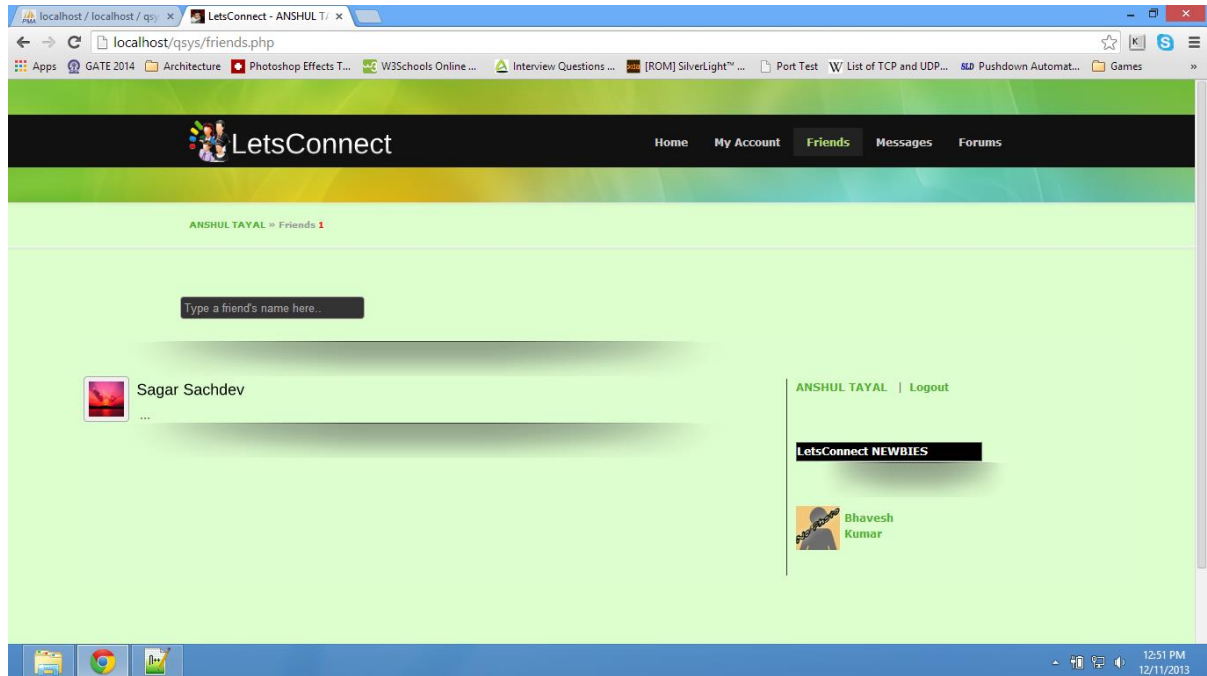 localhost / localhost / qsy
LetsConnect - ANSHUL TA
localhost/qsys/friends.php
Apps GATE 2014 Architecture Photoshop Effects T... W3Schools Online ... Interview Questions ... [ROM] SilverLight™ ... Port Test List of TCP and UDP... Pushdown Automat... Games »
LetsConnect Home My Account Friends Messages Forums
ANSHUL TAYAL » Friends 1
Type a friend's name here..
Sagar Sachdev
...
ANSHUL TAYAL | Logout
LetsConnect NEWBIES
No Photo
Bhavesh
Kumar
12:51 PM
12/11/2013